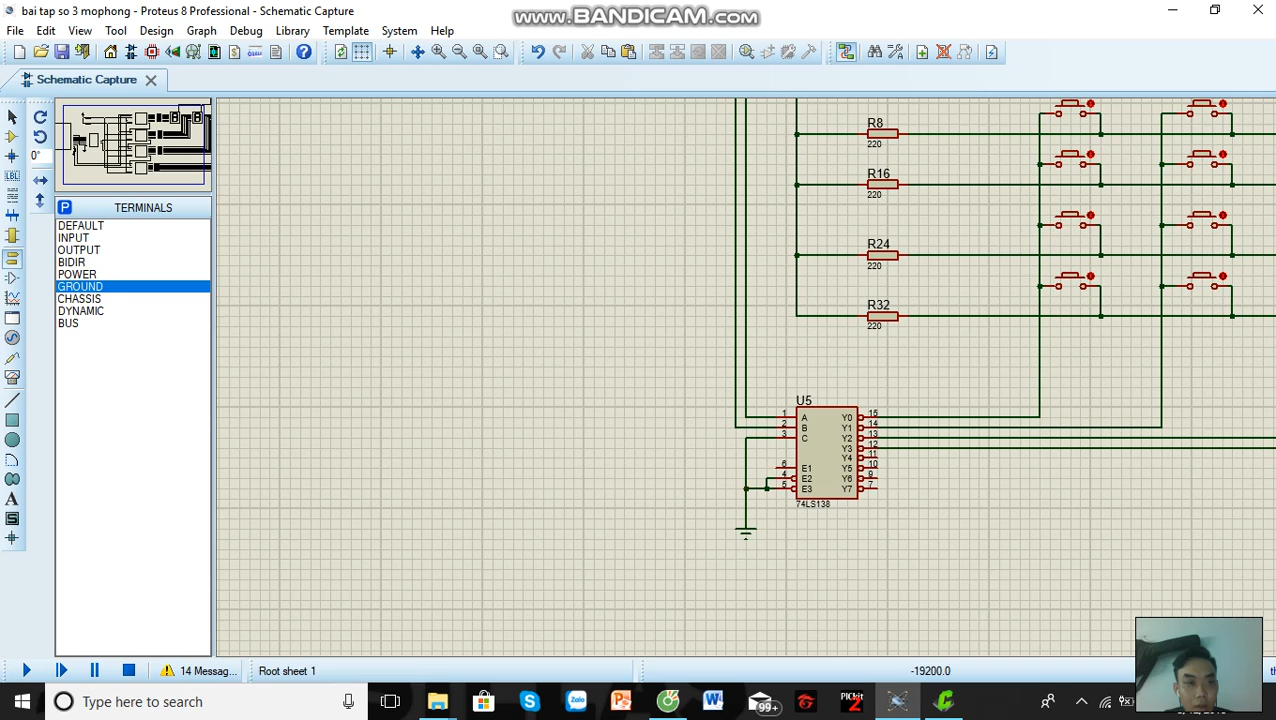 bai tap so 3 mophong - Proteus 8 Professional - Schematic Capture
www.BANDICAM.com
File Edit View Tool Design Graph Debug Library Template System Help
Schematic Capture
0°
P TERMINALS
LBL
DEFAULT
INPUT
OUTPUT
BIDIR
POWER
GROUND
CHASSIS
DYNAMIC
BUS
A
S
R8
220
R16
220
R24
220
R32
220
U5
1 A Y0 15
2 B Y1 14
3 C Y2 13
Y3 12
Y4 11
6 E1 Y5 10
4 E2 Y6 9
5 E3 Y7 7
74LS138
14 Messag...
Root sheet 1
-19200.0
Type here to search
Zalo
99+
PICkit
2